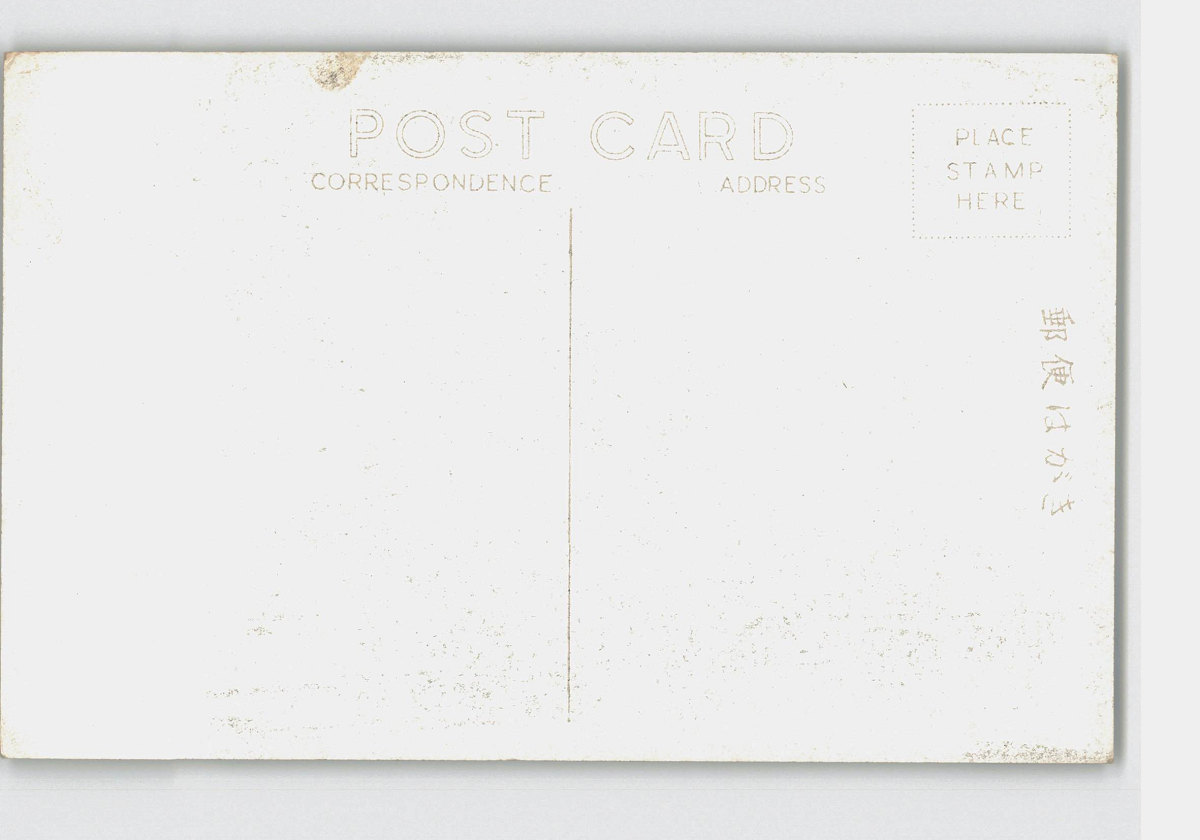 POST CARD
CORRESPONDENCE
ADDRESS
PLACE
STAMP
HERE
郵便はがき